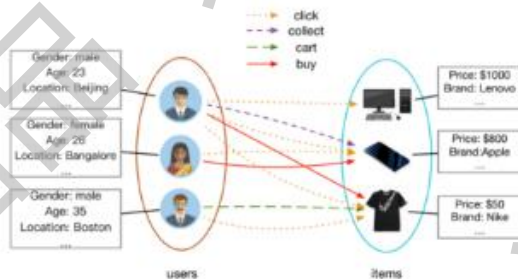 click
collect
cart
buy
Gender: male
Age: 23
Location: Beijing
...
Gender: female
Age: 26
Location: Bangalore
...
Gender: male
Age: 35
Location: Boston
...
Price: $1000
Brand: Lenovo
...
Price: $800
Brand:Apple
...
Price: $50
Brand: Nike
...
users
items